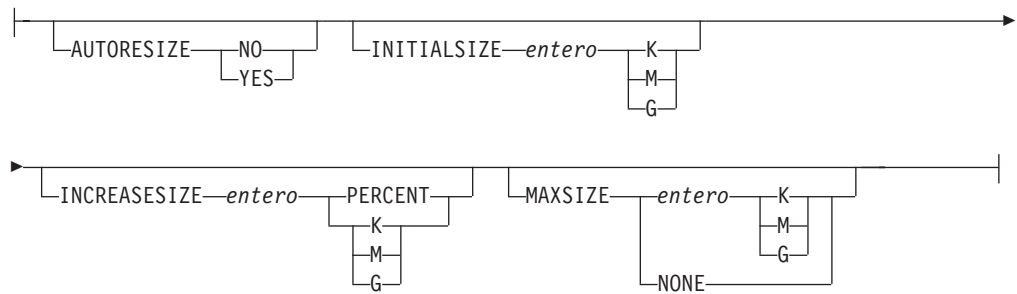 AUTORESIZE NO INITIALSIZE entero K
YES M
G
INCREASESIZE entero PERCENT MAXSIZE entero K
K M
M G
G NONE